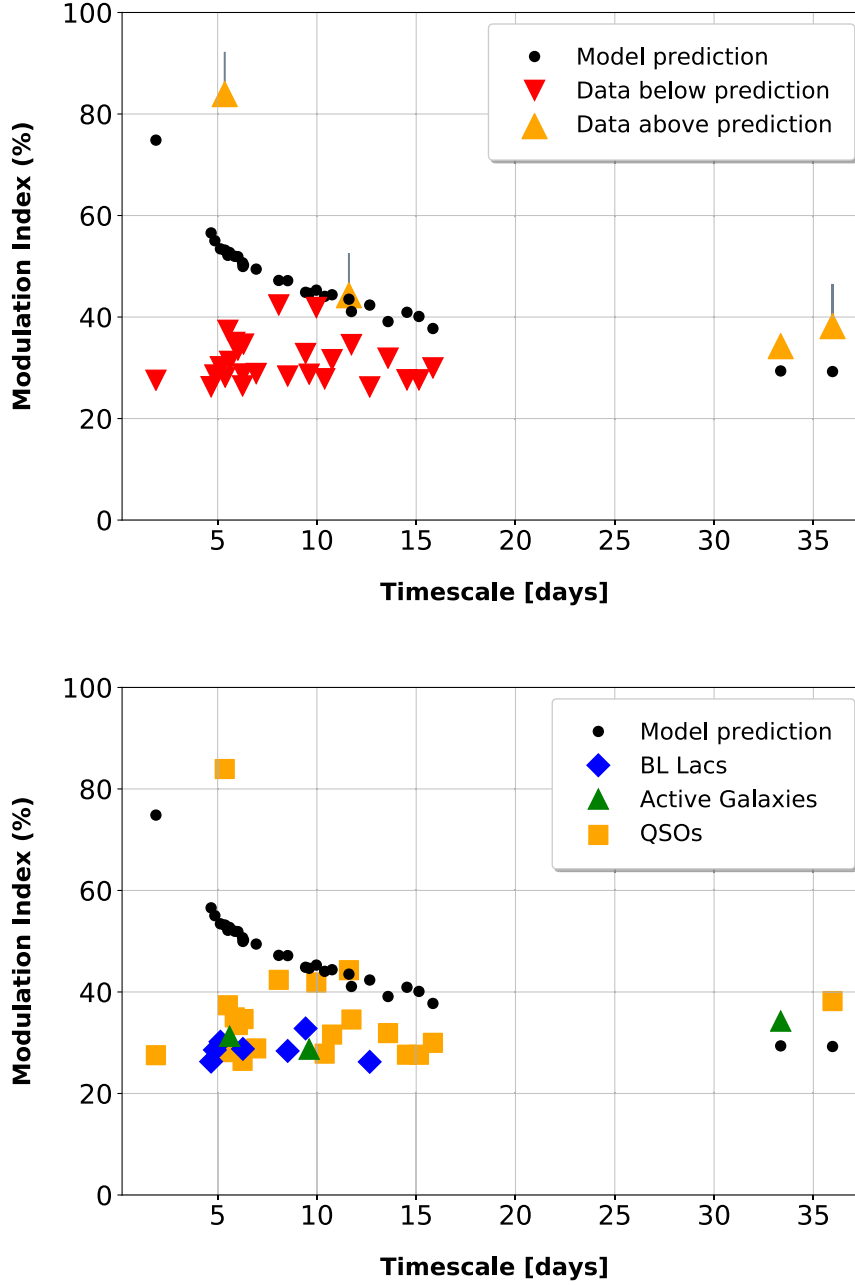 100
80
60
40
20
0
Modulation Index (%)
Model prediction
Data below prediction
Data above prediction
5 10 15 20 25 30 35
Timescale [days]
100
80
60
40
20
0
Modulation Index (%)
Model prediction
BL Lacs
Active Galaxies
QSOs
5 10 15 20 25 30 35
Timescale [days]